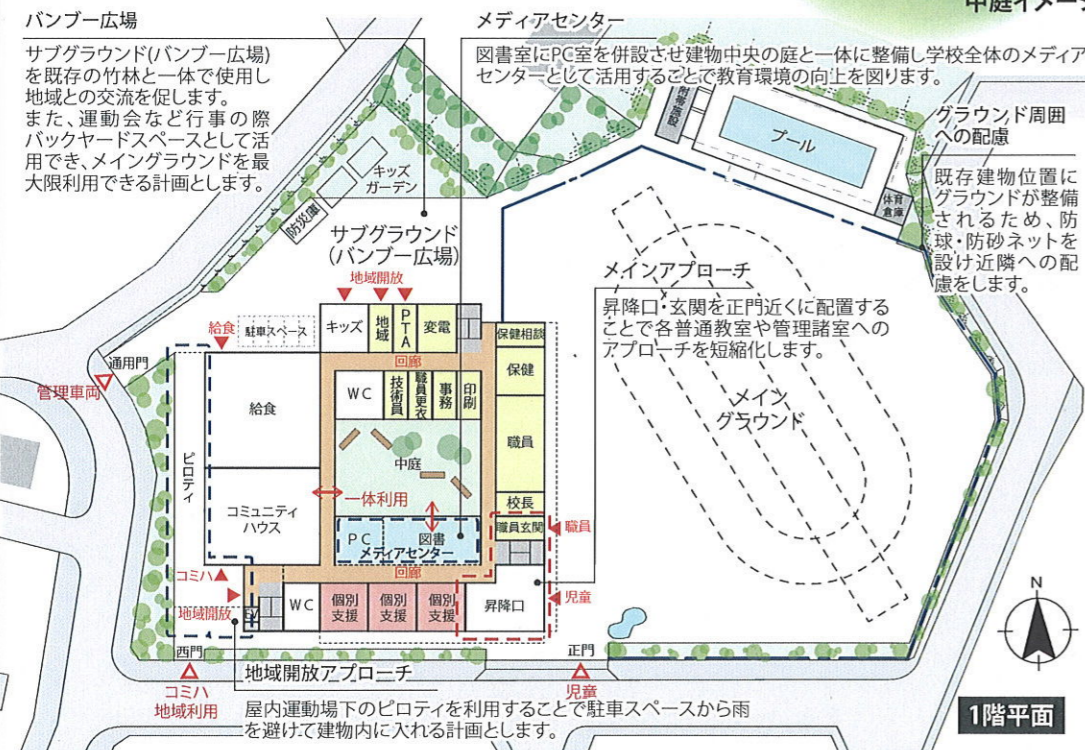 中庭イメージ
バンブー広場
サブグラウンド(バンブー広場)
を既存の竹林と一体で使用し
地域との交流を促します。
また、運動会など行事の際
バックヤードスペースとして活
用でき、メイングラウンドを最
大限利用できる計画とします。
メディアセンター
図書室にPC室を併設させ建物中央の庭と一体に整備し学校全体のメディア
センターとして活用することで教育環境の向上を図ります。
附帯施設
プール
体育
倉庫
グラウンド周囲
への配慮
既存建物位置に
グラウンドが整備
されるため、防
球・防砂ネットを
設け近隣への配
慮をします。
キッズ
ガーデン
防災庫
サブグラウンド
(バンブー広場)
地域開放
メインアプローチ
昇降口・玄関を正門近くに配置する
ことで各普通教室や管理諸室への
アプローチを短縮化します。
メイン
グラウンド
給食
駐車スペース
キッズ
地域
PTA
変電
保健相談
回廊
保健
通用門
管理車両
給食
WC
技術員
職員更衣
事務
印刷
職員
中庭
ピロティ
一体利用
校長
コミュニティ
ハウス
PC
図書
メディアセンター
職員玄関
職員
回廊
コミハ
地域開放
WC
個別
支援
個別
支援
個別
支援
昇降口
児童
西門
正門
コミハ
地域利用
児童
地域開放アプローチ
屋内運動場下のピロティを利用することで駐車スペースから雨
を避けて建物内に入れる計画とします。
N
1階平面